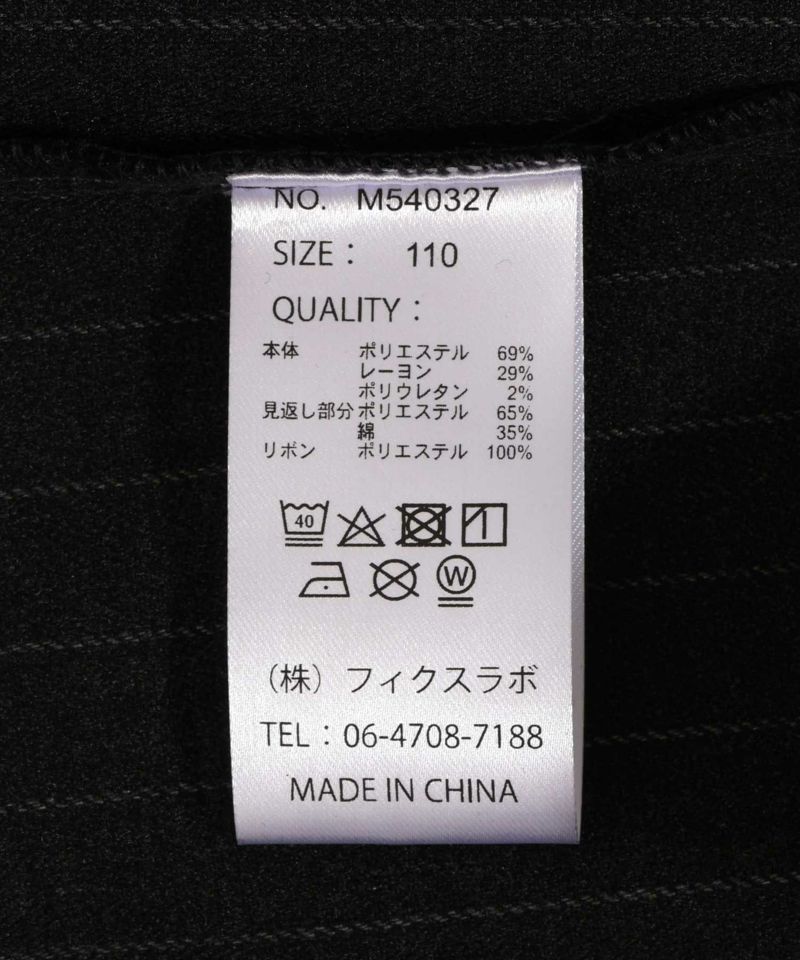 NO. M540327
SIZE： 110
QUALITY：
本体 ポリエステル 69%
レーヨン 29%
ポリウレタン 2%
見返し部分 ポリエステル 65%
綿 35%
リボン ポリエステル 100%
40
W
（株）フィクスラボ
TEL：06-4708-7188
MADE IN CHINA